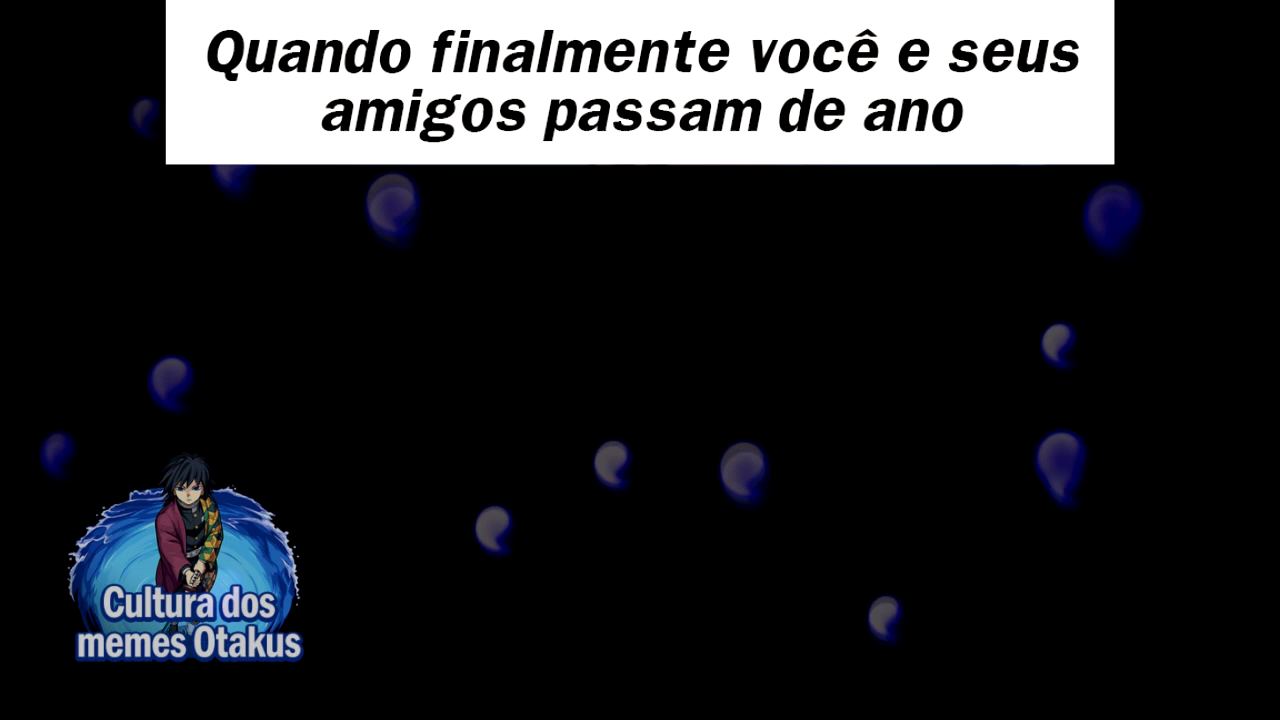 Quando finalmente você e seus
amigos passam de ano
Cultura dos
memes Otakus